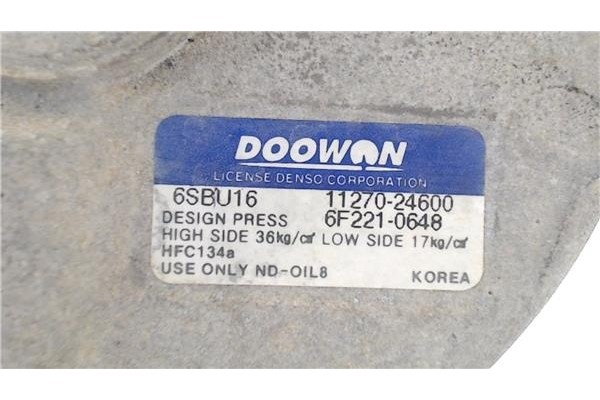 DOOWON
LICENSE DENSO CORPORATION
6SBU16 11270-24600
DESIGN PRESS 6F221-0648
HIGH SIDE 36kg/c㎡ LOW SIDE 17kg/c㎡
HFC134a
USE ONLY ND-OIL8 KOREA